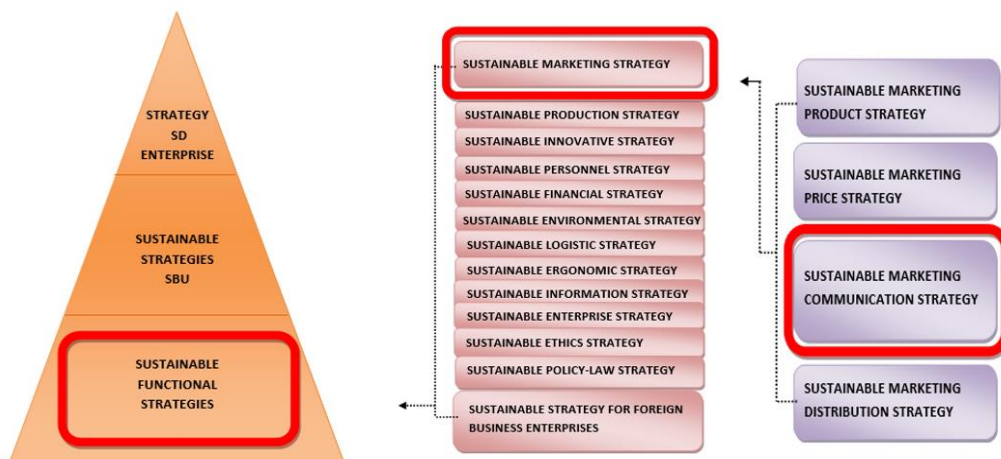 STRATEGY
SD
ENTERPRISE
SUSTAINABLE
STRATEGIES
SBU
SUSTAINABLE
FUNCTIONAL
STRATEGIES
SUSTAINABLE MARKETING STRATEGY
SUSTAINABLE PRODUCTION STRATEGY
SUSTAINABLE INNOVATIVE STRATEGY
SUSTAINABLE PERSONNEL STRATEGY
SUSTAINABLE FINANCIAL STRATEGY
SUSTAINABLE ENVIRONMENTAL STRATEGY
SUSTAINABLE LOGISTIC STRATEGY
SUSTAINABLE ERGONOMIC STRATEGY
SUSTAINABLE INFORMATION STRATEGY
SUSTAINABLE ENTERPRISE STRATEGY
SUSTAINABLE ETHICS STRATEGY
SUSTAINABLE POLICY-LAW STRATEGY
SUSTAINABLE STRATEGY FOR FOREIGN
BUSINESS ENTERPRISES
SUSTAINABLE MARKETING
PRODUCT STRATEGY
SUSTAINABLE MARKETING
PRICE STRATEGY
SUSTAINABLE MARKETING
COMMUNICATION STRATEGY
SUSTAINABLE MARKETING
DISTRIBUTION STRATEGY